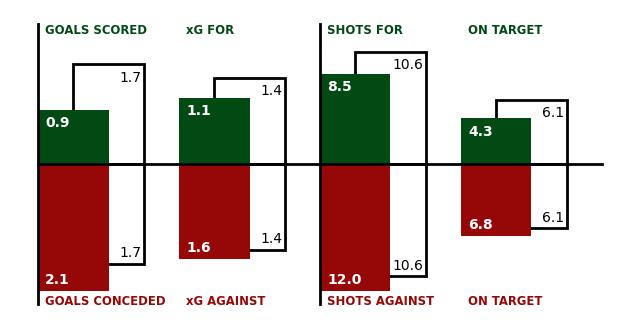 GOALS SCORED xG FOR SHOTS FOR ON TARGET
1.7 1.4 10.6 6.1
0.9 1.1 8.5 4.3
2.1 1.6 12.0 6.8
1.7 1.4 10.6 6.1
GOALS CONCEDED xG AGAINST SHOTS AGAINST ON TARGET